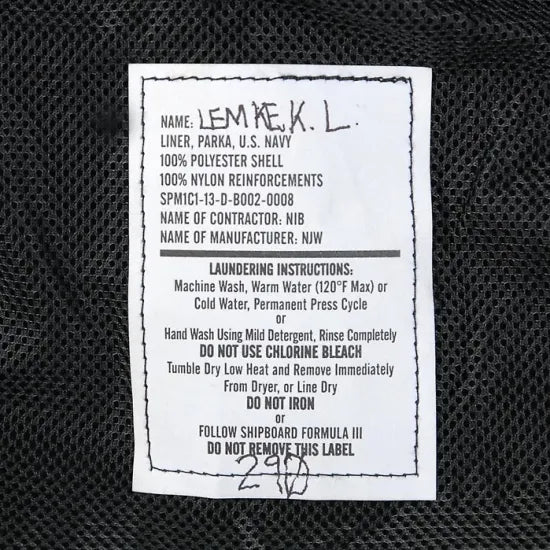 NAME: LEMKE, K. L.
LINER, PARKA, U.S. NAVY
100% POLYESTER SHELL
100% NYLON REINFORCEMENTS
SPM1C1-13-D-B002-0008
NAME OF CONTRACTOR: NIB
NAME OF MANUFACTURER: NJW
LAUNDERING INSTRUCTIONS:
Machine Wash, Warm Water (120°F Max) or
Cold Water, Permanent Press Cycle
or
Hand Wash Using Mild Detergent, Rinse Completely
DO NOT USE CHLORINE BLEACH
Tumble Dry Low Heat and Remove Immediately
From Dryer, or Line Dry
DO NOT IRON
or
FOLLOW SHIPBOARD FORMULA III
DO NOT REMOVE THIS LABEL
290